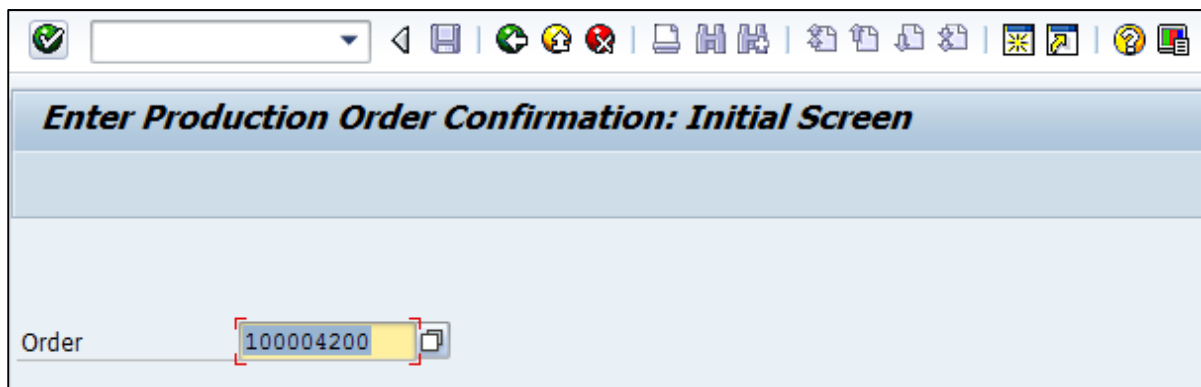 Enter Production Order Confirmation: Initial Screen
Order 100004200